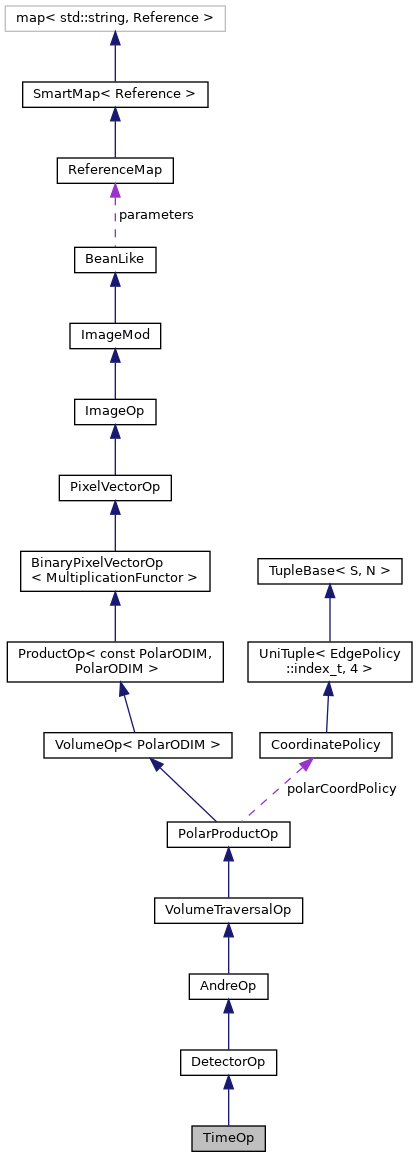 map< std::string, Reference >
SmartMap< Reference >
ReferenceMap
parameters
BeanLike
ImageMod
ImageOp
PixelVectorOp
BinaryPixelVectorOp
< MultiplicationFunctor >
TupleBase< S, N >
ProductOp< const PolarODIM,
PolarODIM >
UniTuple< EdgePolicy
::index_t, 4 >
VolumeOp< PolarODIM >
CoordinatePolicy
polarCoordPolicy
PolarProductOp
VolumeTraversalOp
AndreOp
DetectorOp
TimeOp